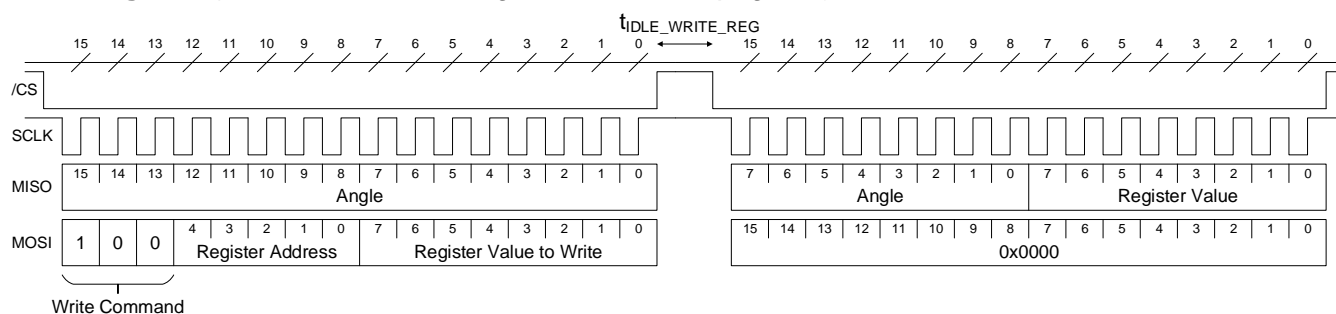 tIDLE_WRITE_REG
15 14 13 12 11 10 9 8 7 6 5 4 3 2 1 0 15 14 13 12 11 10 9 8 7 6 5 4 3 2 1 0
/CS
SCLK
MISO 15 14 13 12 11 10 9 8 7 6 5 4 3 2 1 0 7 6 5 4 3 2 1 0 7 6 5 4 3 2 1 0
Angle Angle Register Value
MOSI 1 0 0 4 3 2 1 0 7 6 5 4 3 2 1 0 15 14 13 12 11 10 9 8 7 6 5 4 3 2 1 0
Register Address Register Value to Write 0x0000
Write Command